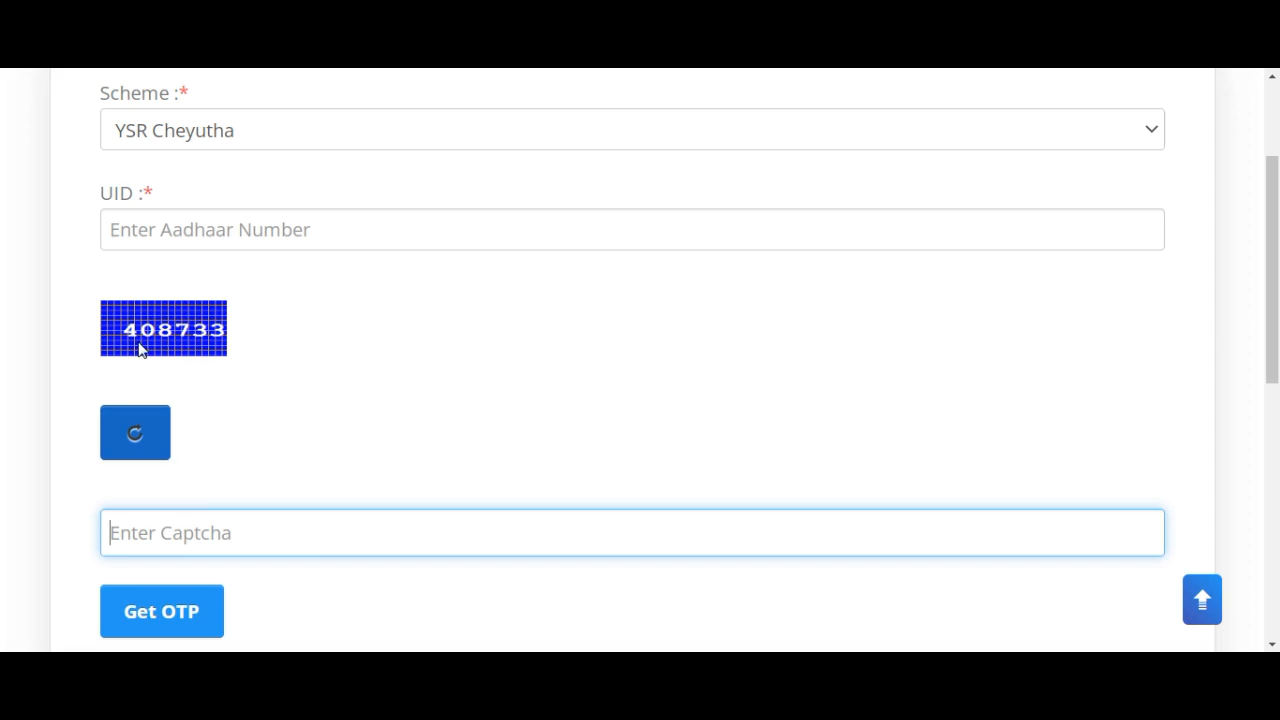 Scheme :*
YSR Cheyutha
UID :*
Enter Aadhaar Number
408733
Enter Captcha
Get OTP